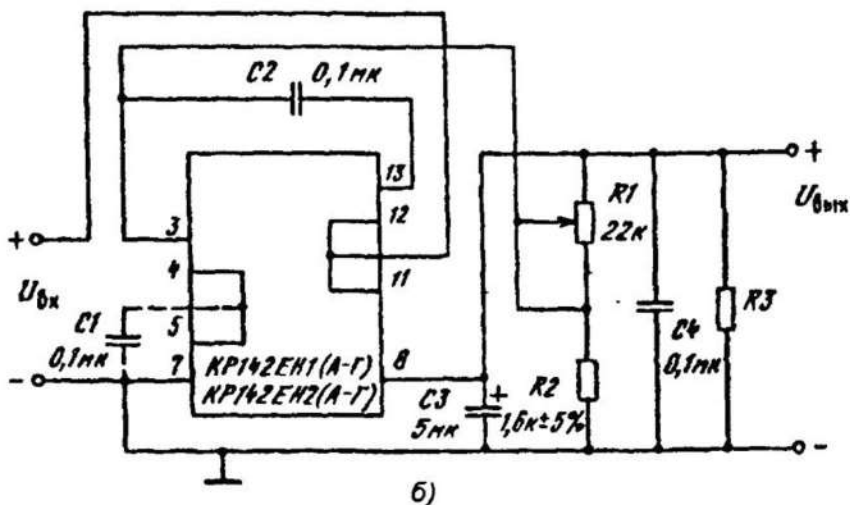 C2 0,1мк
13
12
11
3
4
5
7
8
+
Uвх
-
C1
0,1мк
КР142ЕН1(А-Г)
КР142ЕН2(А-Г)
C3
5мк
+
R1
22к
R2
1,6к±5%
C4
0,1мк
R3
+
Uвых
-
б)